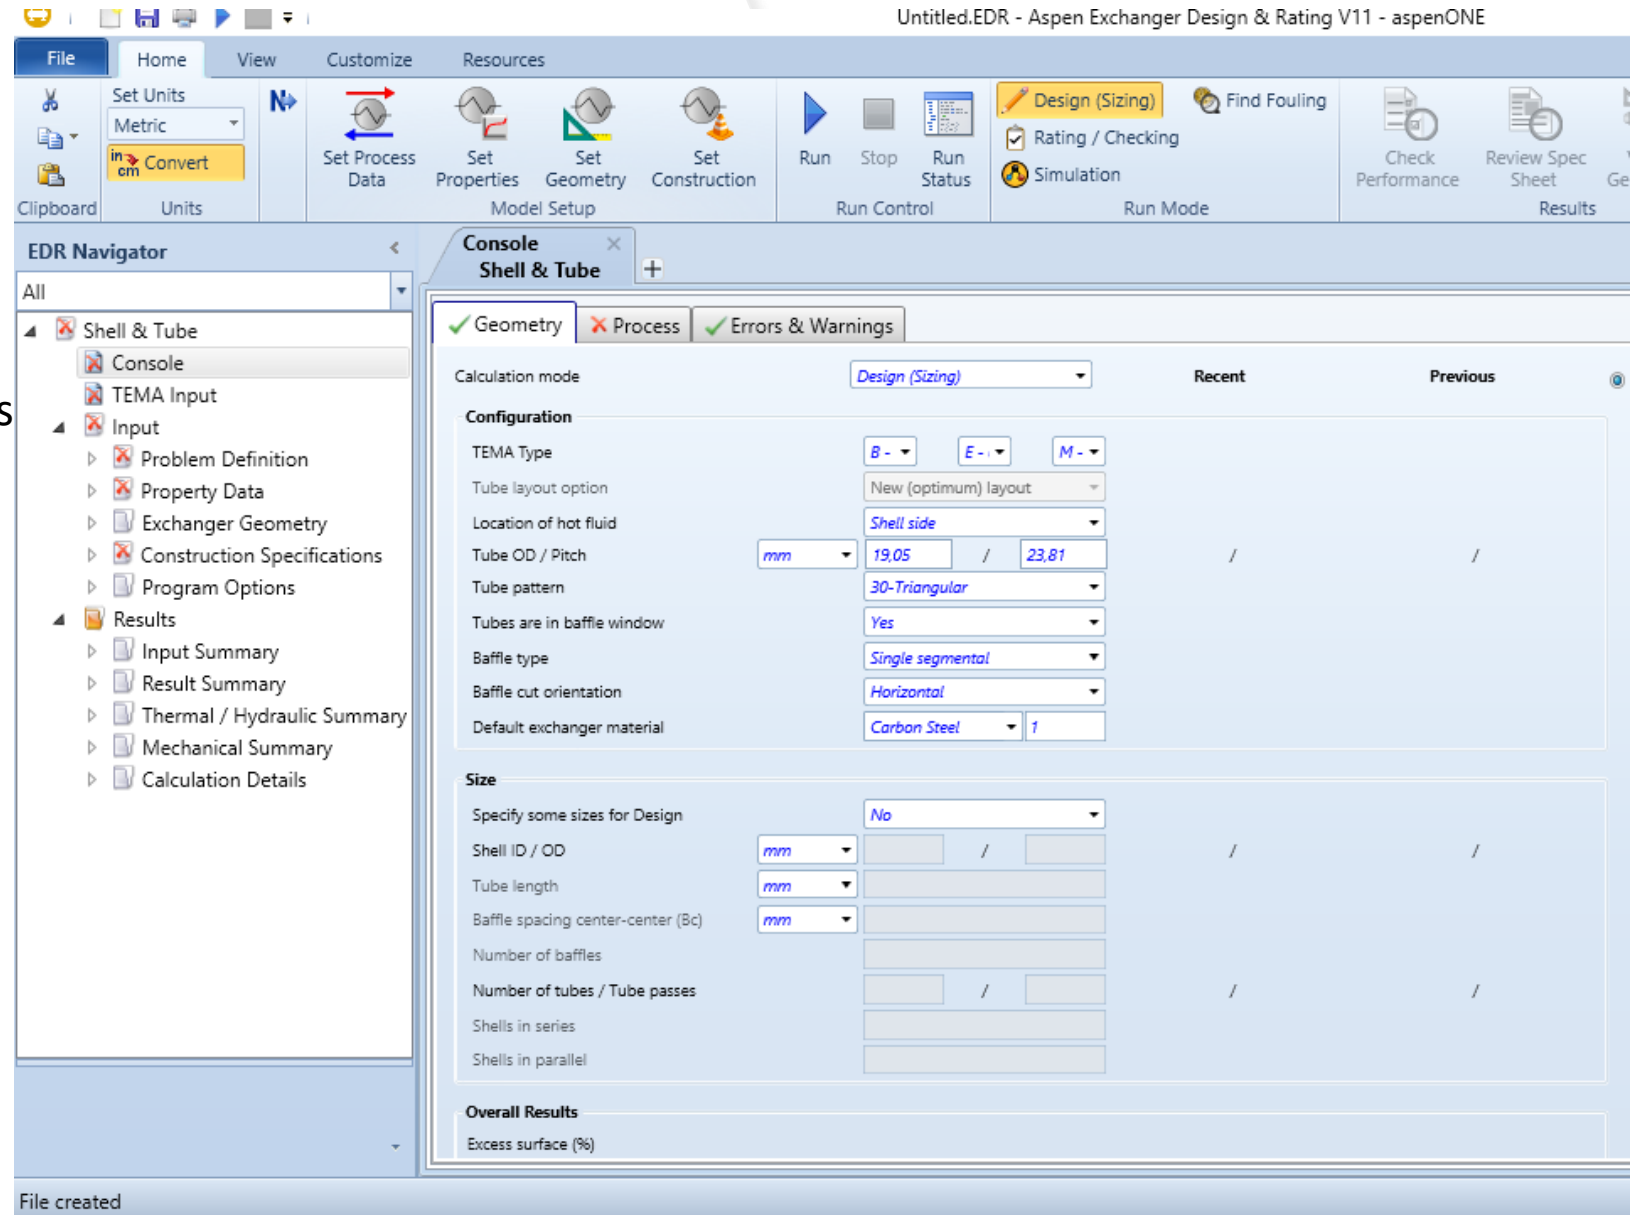 Untitled.EDR - Aspen Exchanger Design & Rating V11 - aspenONE
File Home View Customize Resources
Set Units
Metric
in cm Convert
Set Process Data
Set Properties
Set Geometry
Set Construction
Run
Stop
Run Status
Design (Sizing)
Rating / Checking
Simulation
Find Fouling
Check Performance
Review Spec Sheet
Ge
Clipboard Units Model Setup Run Control Run Mode Results
EDR Navigator
All
Shell & Tube
Console
TEMA Input
s
Input
Problem Definition
Property Data
Exchanger Geometry
Construction Specifications
Program Options
Results
Input Summary
Result Summary
Thermal / Hydraulic Summary
Mechanical Summary
Calculation Details
Console
Shell & Tube
Geometry Process Errors & Warnings
Calculation mode Design (Sizing) Recent Previous
Configuration
TEMA Type B - E - M -
Tube layout option New (optimum) layout
Location of hot fluid Shell side
Tube OD / Pitch mm 19,05 / 23,81 / /
Tube pattern 30-Triangular
Tubes are in baffle window Yes
Baffle type Single segmental
Baffle cut orientation Horizontal
Default exchanger material Carbon Steel 1
Size
Specify some sizes for Design No
Shell ID / OD mm / / /
Tube length mm
Baffle spacing center-center (Bc) mm
Number of baffles
Number of tubes / Tube passes / / /
Shells in series
Shells in parallel
Overall Results
Excess surface (%)
File created